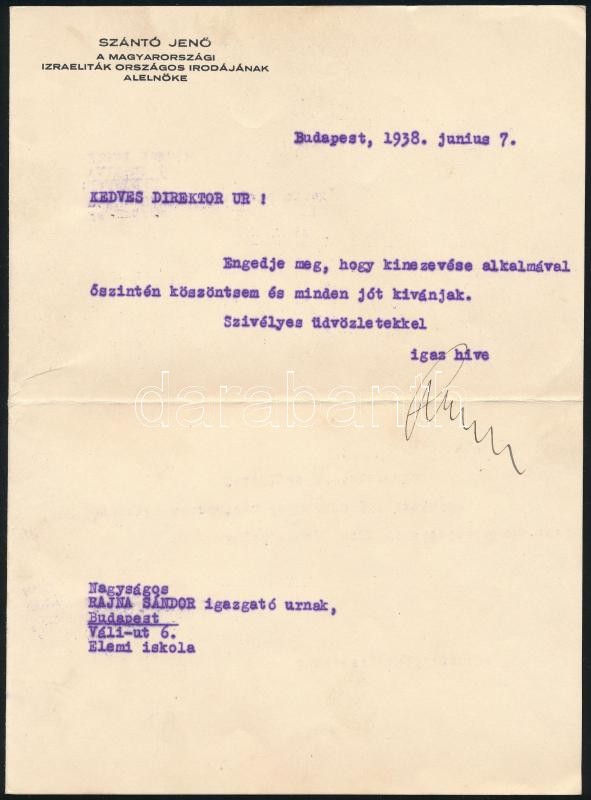 SZÁNTÓ JENŐ
A MAGYARORSZÁGI
IZRAELITÁK ORSZÁGOS IRODÁJÁNAK
ALELNÖKE
Budapest, 1938. junius 7.
KEDVES DIREKTOR UR !
Engedje meg, hogy kinezevése alkalmával
őszintén köszöntsem és minden jót kivánjak.
Szivélyes üdvözletekkel
igaz hive
darabanth
Nagyságos
RAJNA SÁNDOR igazgató urnak,
Budapest
Váli-ut 6.
Elemi iskola